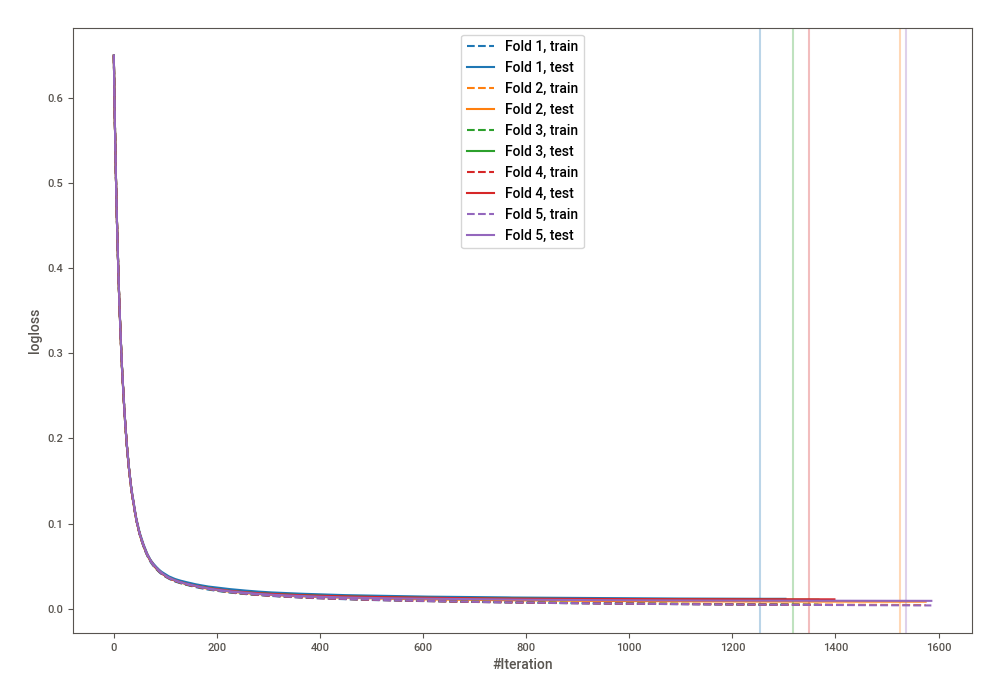 Fold 1, train
Fold 1, test
Fold 2, train
Fold 2, test
Fold 3, train
Fold 3, test
Fold 4, train
Fold 4, test
Fold 5, train
Fold 5, test
logloss
0.6
0.5
0.4
0.3
0.2
0.1
0.0
0 200 400 600 800 1000 1200 1400 1600
#Iteration